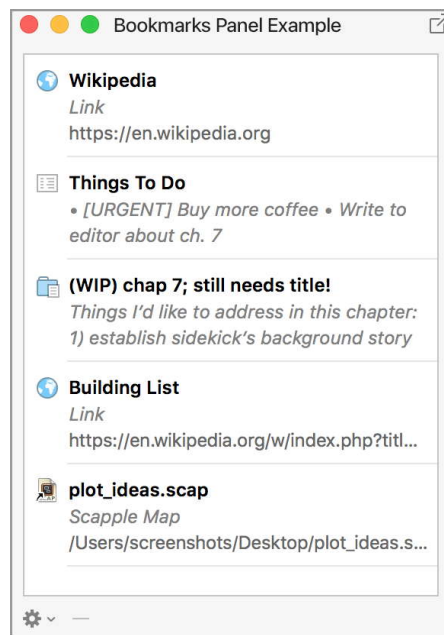 Bookmarks Panel Example
Wikipedia
Link
https://en.wikipedia.org
Things To Do
• [URGENT] Buy more coffee • Write to
editor about ch. 7
(WIP) chap 7; still needs title!
Things I'd like to address in this chapter:
1) establish sidekick's background story
Building List
Link
https://en.wikipedia.org/w/index.php?titl...
plot_ideas.scap
Scapple Map
/Users/screenshots/Desktop/plot_ideas.s...